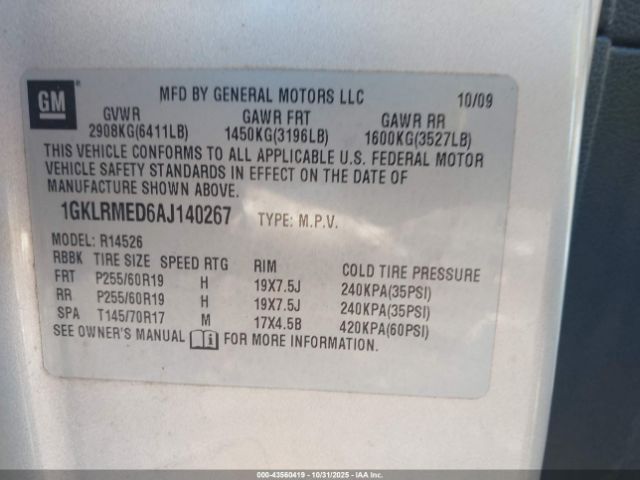 GM
MFD BY GENERAL MOTORS LLC 10/09
GVWR GAWR FRT GAWR RR
2908KG(6411LB) 1450KG(3196LB) 1600KG(3527LB)
THIS VEHICLE CONFORMS TO ALL APPLICABLE U.S. FEDERAL MOTOR
VEHICLE SAFETY STANDARDS IN EFFECT ON THE DATE OF
MANUFACTURE SHOWN ABOVE.
1GKLRMED6AJ140267 TYPE: M.P.V.
MODEL: R14526
RBBK TIRE SIZE SPEED RTG RIM COLD TIRE PRESSURE
FRT P255/60R19 H 19X7.5J 240KPA(35PSI)
RR P255/60R19 H 19X7.5J 240KPA(35PSI)
SPA T145/70R17 M 17X4.5B 420KPA(60PSI)
SEE OWNER'S MANUAL FOR MORE INFORMATION.
000-43560419 - 10/31/2025 - IAA, Inc.